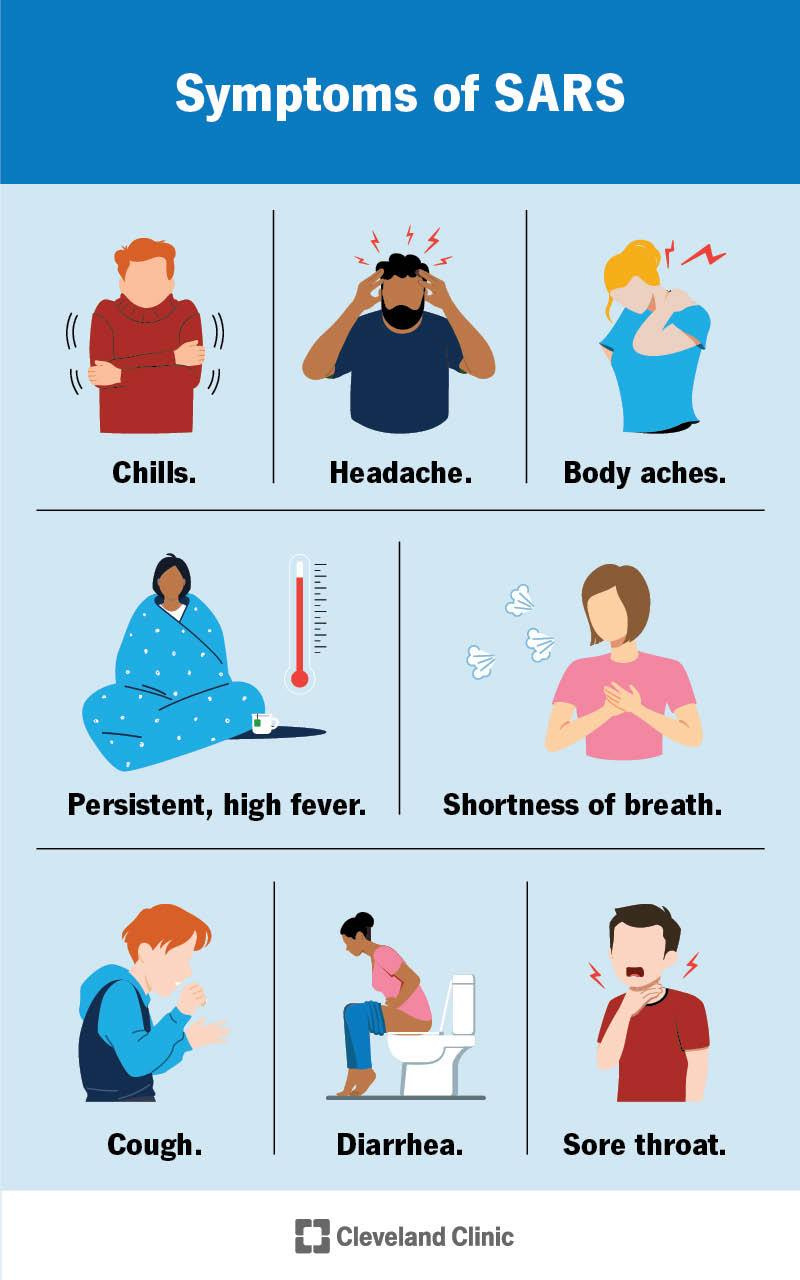 Symptoms of SARS
Chills.
Headache.
Body aches.
Persistent, high fever.
Shortness of breath.
Cough.
Diarrhea.
Sore throat.
Cleveland Clinic